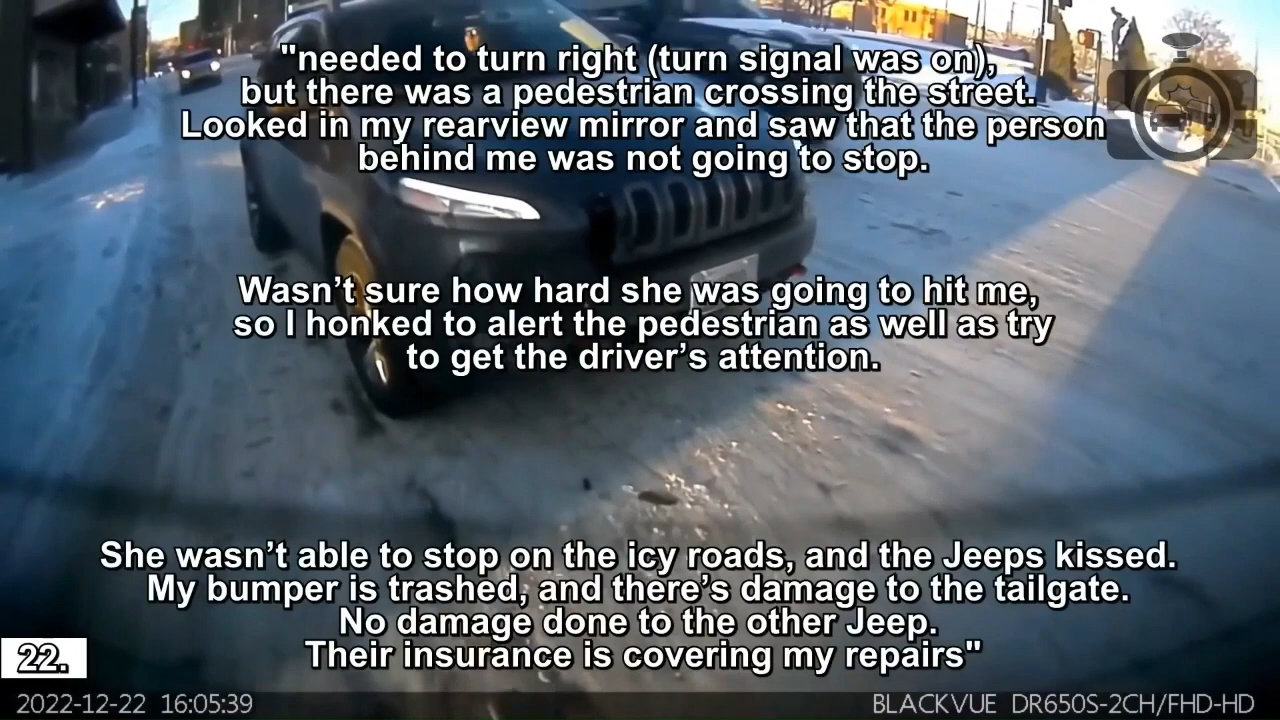 "needed to turn right (turn signal was on),
but there was a pedestrian crossing the street.
Looked in my rearview mirror and saw that the person
behind me was not going to stop.
Wasn’t sure how hard she was going to hit me,
so I honked to alert the pedestrian as well as try
to get the driver’s attention.
She wasn’t able to stop on the icy roads, and the Jeeps kissed.
My bumper is trashed, and there’s damage to the tailgate.
No damage done to the other Jeep.
Their insurance is covering my repairs"
22.
2022-12-22 16:05:39
BLACKVUE DR650S-2CH/FHD-HD